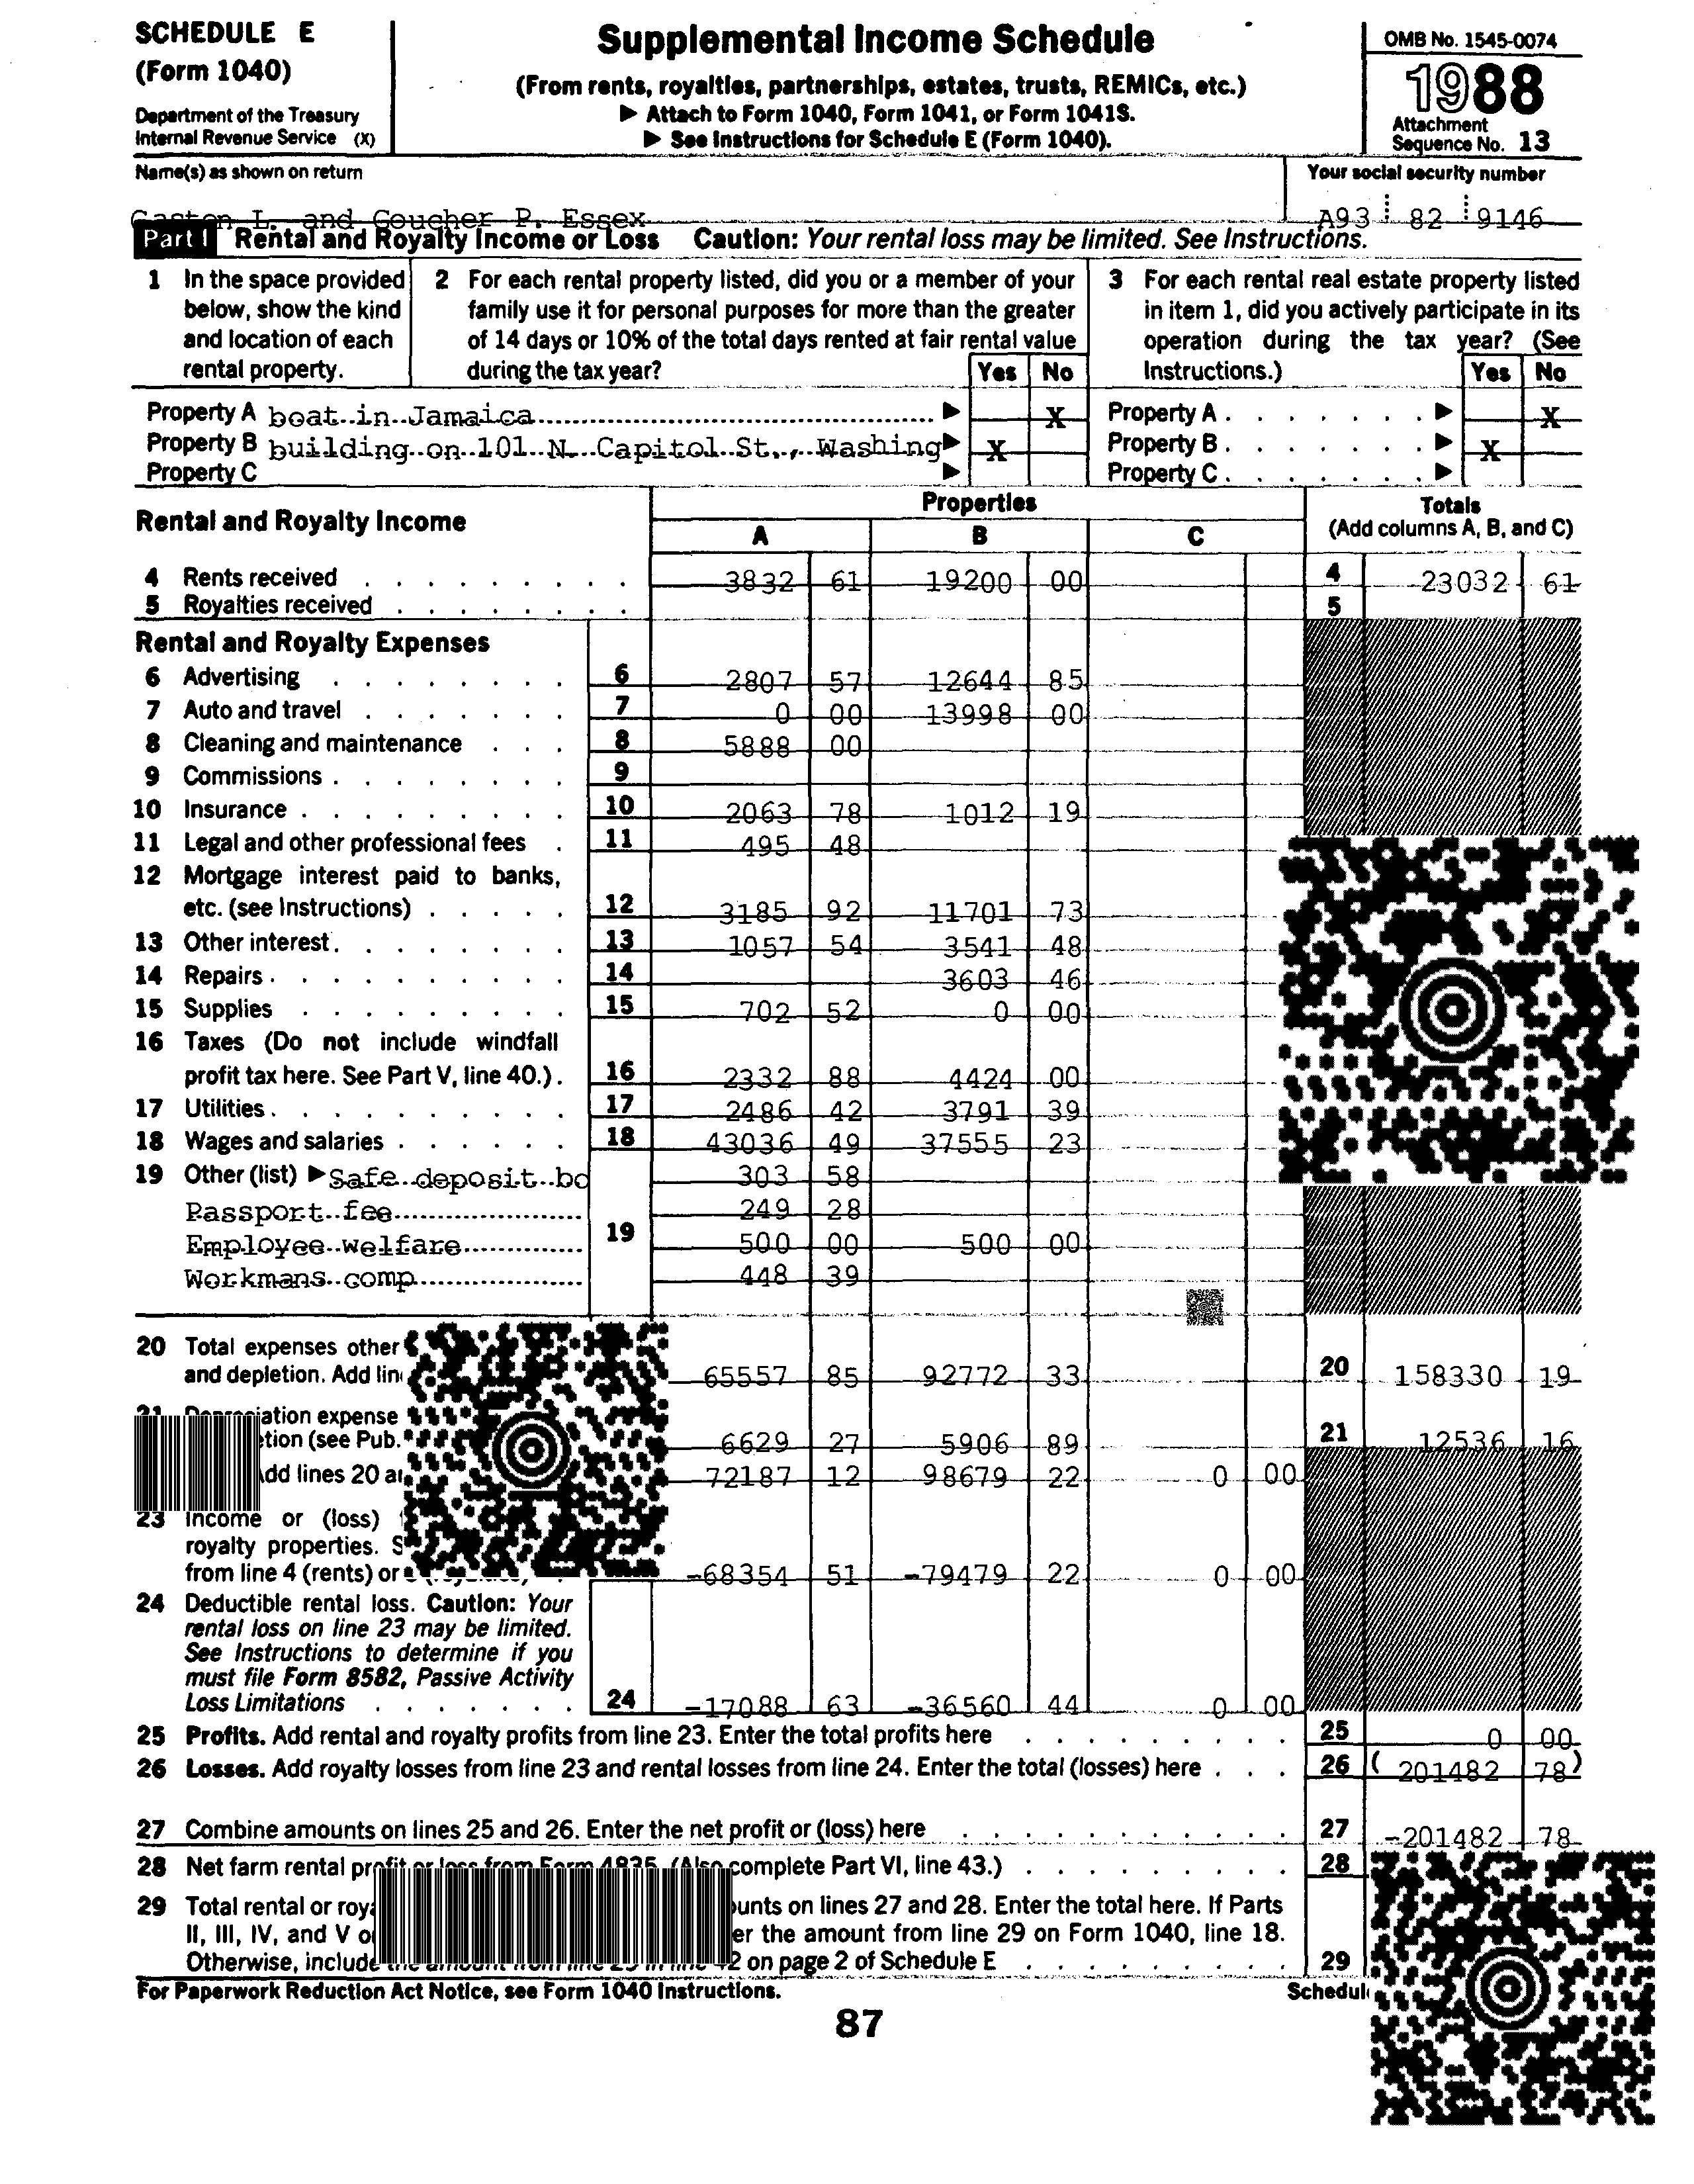 SCHEDULE E
(Form 1040)
Department of the Treasury
Internal Revenue Service (X)
Supplemental Income Schedule
(From rents, royalties, partnerships, estates, trusts, REMICs, etc.)
▶ Attach to Form 1040, Form 1041, or Form 1041S.
▶ See Instructions for Schedule E (Form 1040).
OMB No. 1545-0074
1988
Attachment
Sequence No. 13
Name(s) as shown on return
Your social security number
Gaston L. and Goucher P. Essex
A93 82 9146
Part I Rental and Royalty Income or Loss Caution: Your rental loss may be limited. See Instructions.
1 In the space provided
below, show the kind
and location of each
rental property.
2 For each rental property listed, did you or a member of your
family use it for personal purposes for more than the greater
of 14 days or 10% of the total days rented at fair rental value
during the tax year? Yes No
3 For each rental real estate property listed
in item 1, did you actively participate in its
operation during the tax year? (See
Instructions.) Yes No
Property A boat in Jamaica ▶ X Property A ▶ X
Property B building on 101 N. Capitol St., Washing ▶ X Property B ▶ X
Property C ▶ Property C ▶
Rental and Royalty Income
Properties
A B C
Totals
(Add columns A, B, and C)
4 Rents received 3832 61 19200 00 4 23032 61
5 Royalties received 5
Rental and Royalty Expenses
6 Advertising 6 2807 57 12644 85
7 Auto and travel 7 0 00 13998 00
8 Cleaning and maintenance 8 5888 00
9 Commissions 9
10 Insurance 10 2063 78 1012 19
11 Legal and other professional fees 11 495 48
12 Mortgage interest paid to banks,
etc. (see Instructions) 12 3185 92 11701 73
13 Other interest 13 1057 54 3541 48
14 Repairs 14 3603 46
15 Supplies 15 702 52 0 00
16 Taxes (Do not include windfall
profit tax here. See Part V, line 40.) 16 2332 88 4424 00
17 Utilities 17 2486 42 3791 39
18 Wages and salaries 18 43036 49 37555 23
19 Other (list) ▶ Safe deposit bo 303 58
Passport fee 249 28
Employee welfare 19 500 00 500 00
Workmans comp 448 39
20 Total expenses other
and depletion. Add 65557 85 92772 33 20 158330 19
21 expense
(see Pub. 6629 27 5906 89 21 12536 16
lines 20 72187 12 98679 22 0 00
23 Income or (loss)
royalty properties.
from line 4 (rents) or -68354 51 -79479 22 0 00
24 Deductible rental loss. Caution: Your
rental loss on line 23 may be limited.
See Instructions to determine if you
must file Form 8582, Passive Activity
Loss Limitations 24 -17088 63 -36560 44 0 00
25 Profits. Add rental and royalty profits from line 23. Enter the total profits here 25 0 00
26 Losses. Add royalty losses from line 23 and rental losses from line 24. Enter the total (losses) here 26 ( 201482 78 )
27 Combine amounts on lines 25 and 26. Enter the net profit or (loss) here 27 -201482 78
28 Net farm rental profit or loss from Form 4835. (Also complete Part VI, line 43.) 28
29 Total rental or on lines 27 and 28. Enter the total here. If Parts
II, III, IV, and V the amount from line 29 on Form 1040, line 18.
Otherwise, include on page 2 of Schedule E 29
For Paperwork Reduction Act Notice, see Form 1040 Instructions.
87